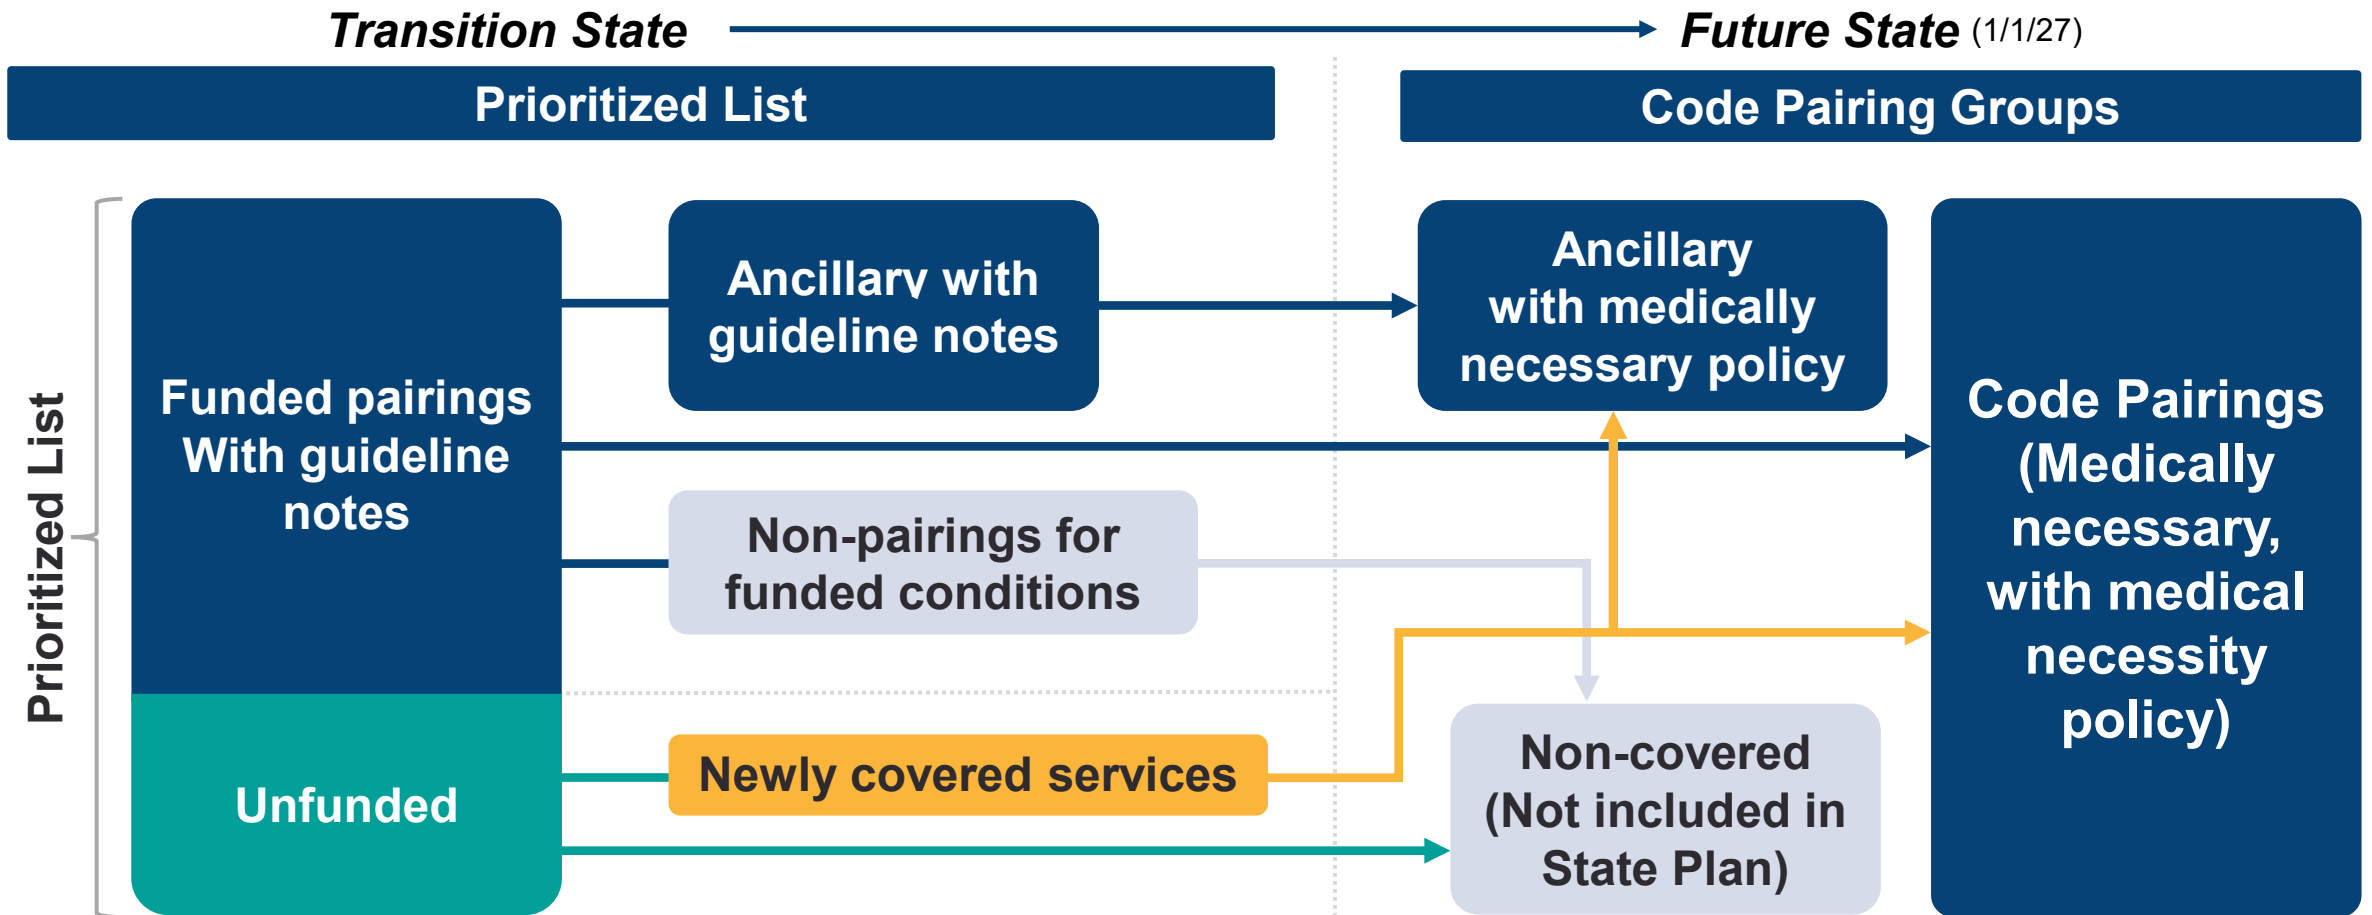 Transition State
Future State (1/1/27)
Prioritized List
Code Pairing Groups
Prioritized List
Funded pairings
With guideline
notes
Unfunded
Ancillary with
guideline notes
Non-pairings for
funded conditions
Newly covered services
Ancillary
with medically
necessary policy
Non-covered
(Not included in
State Plan)
Code Pairings
(Medically
necessary,
with medical
necessity
policy)